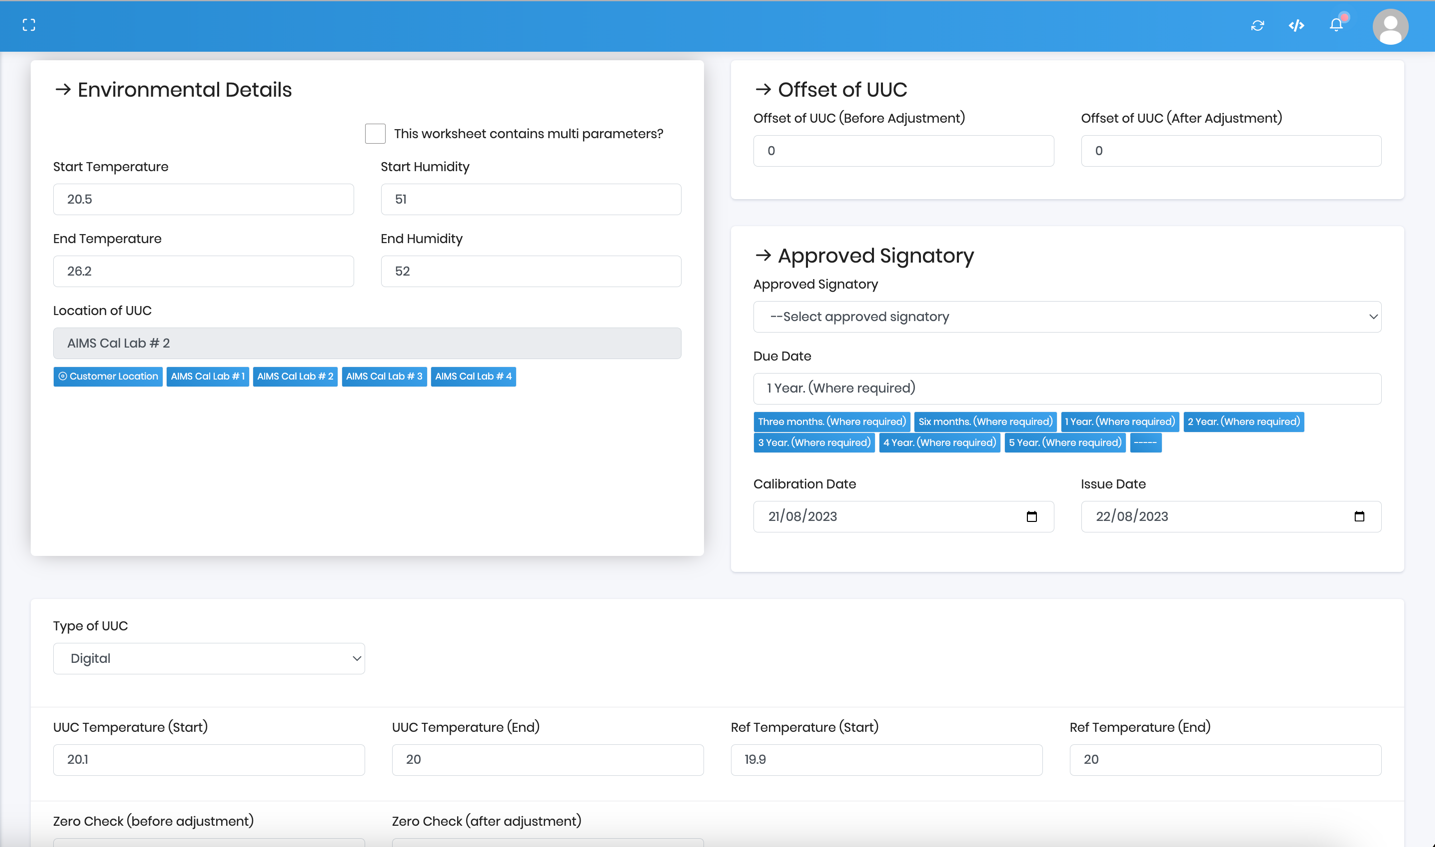 → Environmental Details
This worksheet contains multi parameters?
Start Temperature
Start Humidity
20.5
51
End Temperature
End Humidity
26.2
52
Location of UUC
AIMS Cal Lab # 2
Customer Location AIMS Cal Lab # 1 AIMS Cal Lab # 2 AIMS Cal Lab # 3 AIMS Cal Lab # 4
→ Offset of UUC
Offset of UUC (Before Adjustment)
Offset of UUC (After Adjustment)
0
0
→ Approved Signatory
Approved Signatory
--Select approved signatory
Due Date
1 Year. (Where required)
Three months. (Where required) Six months. (Where required) 1 Year. (Where required) 2 Year. (Where required)
3 Year. (Where required) 4 Year. (Where required) 5 Year. (Where required) -----
Calibration Date
Issue Date
21/08/2023
22/08/2023
Type of UUC
Digital
UUC Temperature (Start)
UUC Temperature (End)
Ref Temperature (Start)
Ref Temperature (End)
20.1
20
19.9
20
Zero Check (before adjustment)
Zero Check (after adjustment)